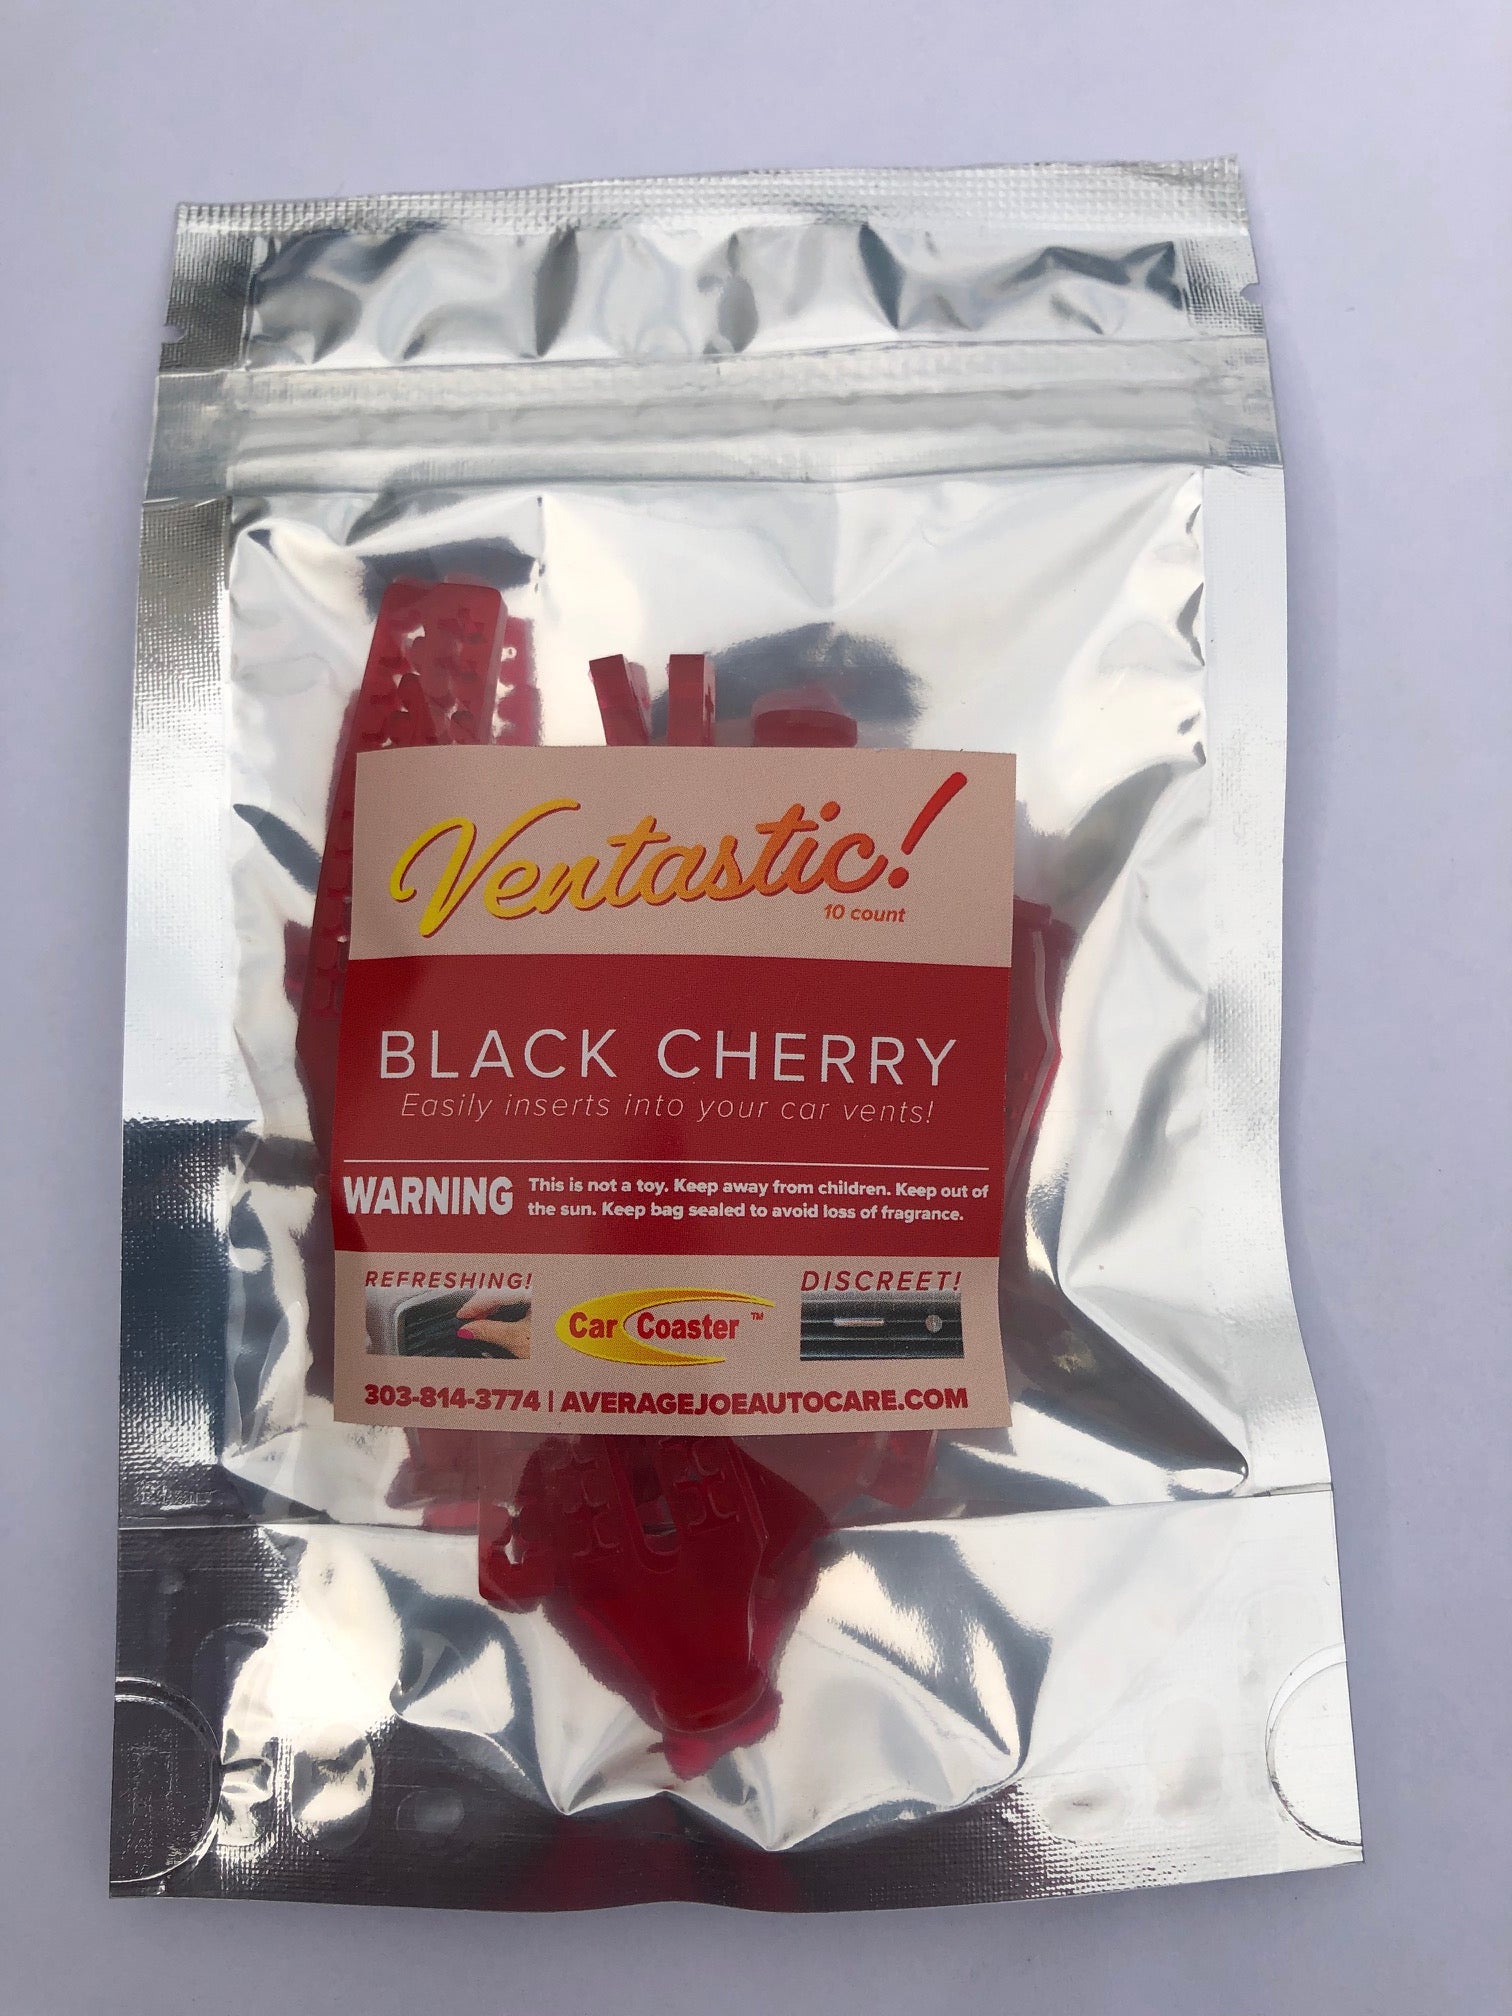 Ventastic!
10 count
BLACK CHERRY
Easily inserts into your car vents!
WARNING
This is not a toy. Keep away from children. Keep out of
the sun. Keep bag sealed to avoid loss of fragrance.
REFRESHING!
Car Coaster ™
DISCREET!
303-814-3774 | AVERAGEJOEAUTOCARE.COM